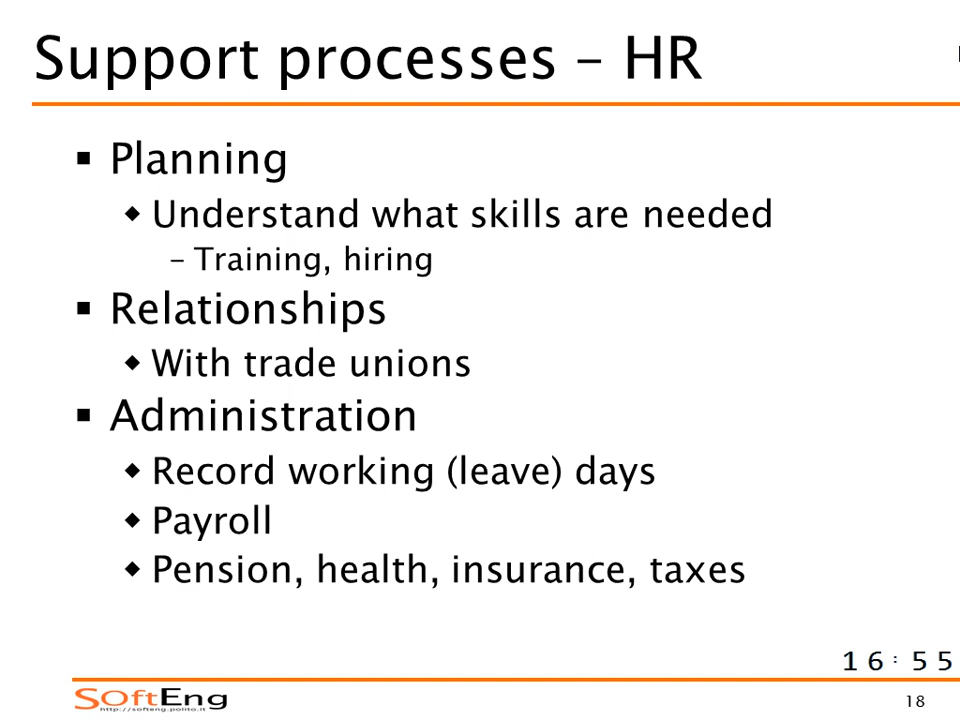 Support processes – HR
▪ Planning
◆ Understand what skills are needed
– Training, hiring
▪ Relationships
◆ With trade unions
▪ Administration
◆ Record working (leave) days
◆ Payroll
◆ Pension, health, insurance, taxes
16:55
SOftEng
http://softeng.polito.it
18